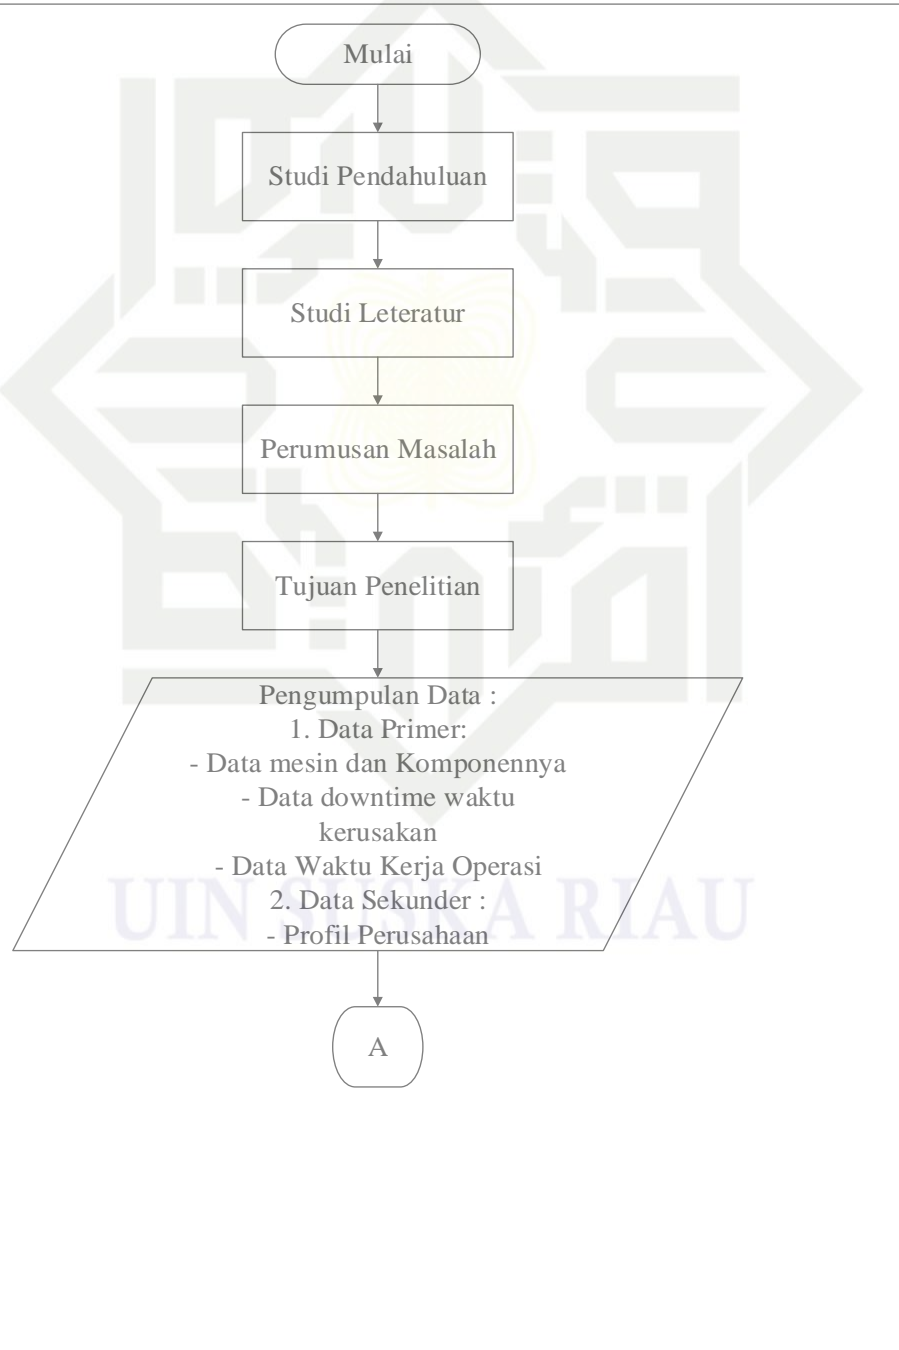 Mulai
Studi Pendahuluan
Studi Leteratur
Perumusan Masalah
Tujuan Penelitian
Pengumpulan Data :
1. Data Primer:
- Data mesin dan Komponennya
- Data downtime waktu
kerusakan
- Data Waktu Kerja Operasi
2. Data Sekunder :
- Profil Perusahaan
UIN SUSKA RIAU
A